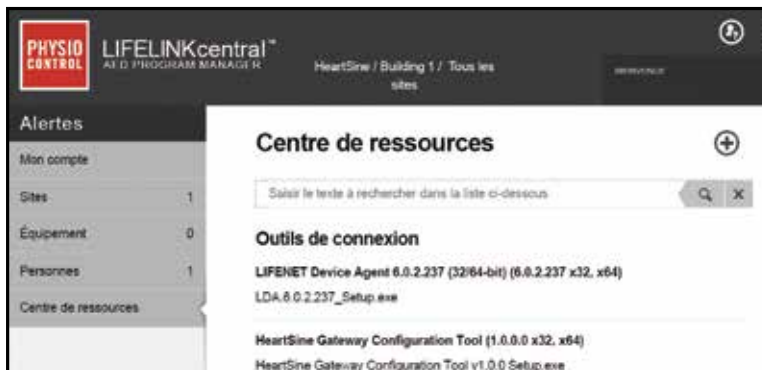 PHYSIO
CONTROL
LIFELINKcentral™
AED PROGRAM MANAGER
HeartSine / Building 1 / Tous les
sites
BIENVENUE
Alertes
Mon compte
Sites 1
Équipement 0
Personnes 1
Centre de ressources
Centre de ressources
Saisir le texte à rechercher dans la liste ci-dessous
Outils de connexion
LIFENET Device Agent 6.0.2.237 (32/64-bit) (6.0.2.237 x32, x64)
LDA.6.0.2.237_Setup.exe
HeartSine Gateway Configuration Tool (1.0.0.0 x32, x64)
HeartSine Gateway Configuration Tool v1.0.0 Setup.exe